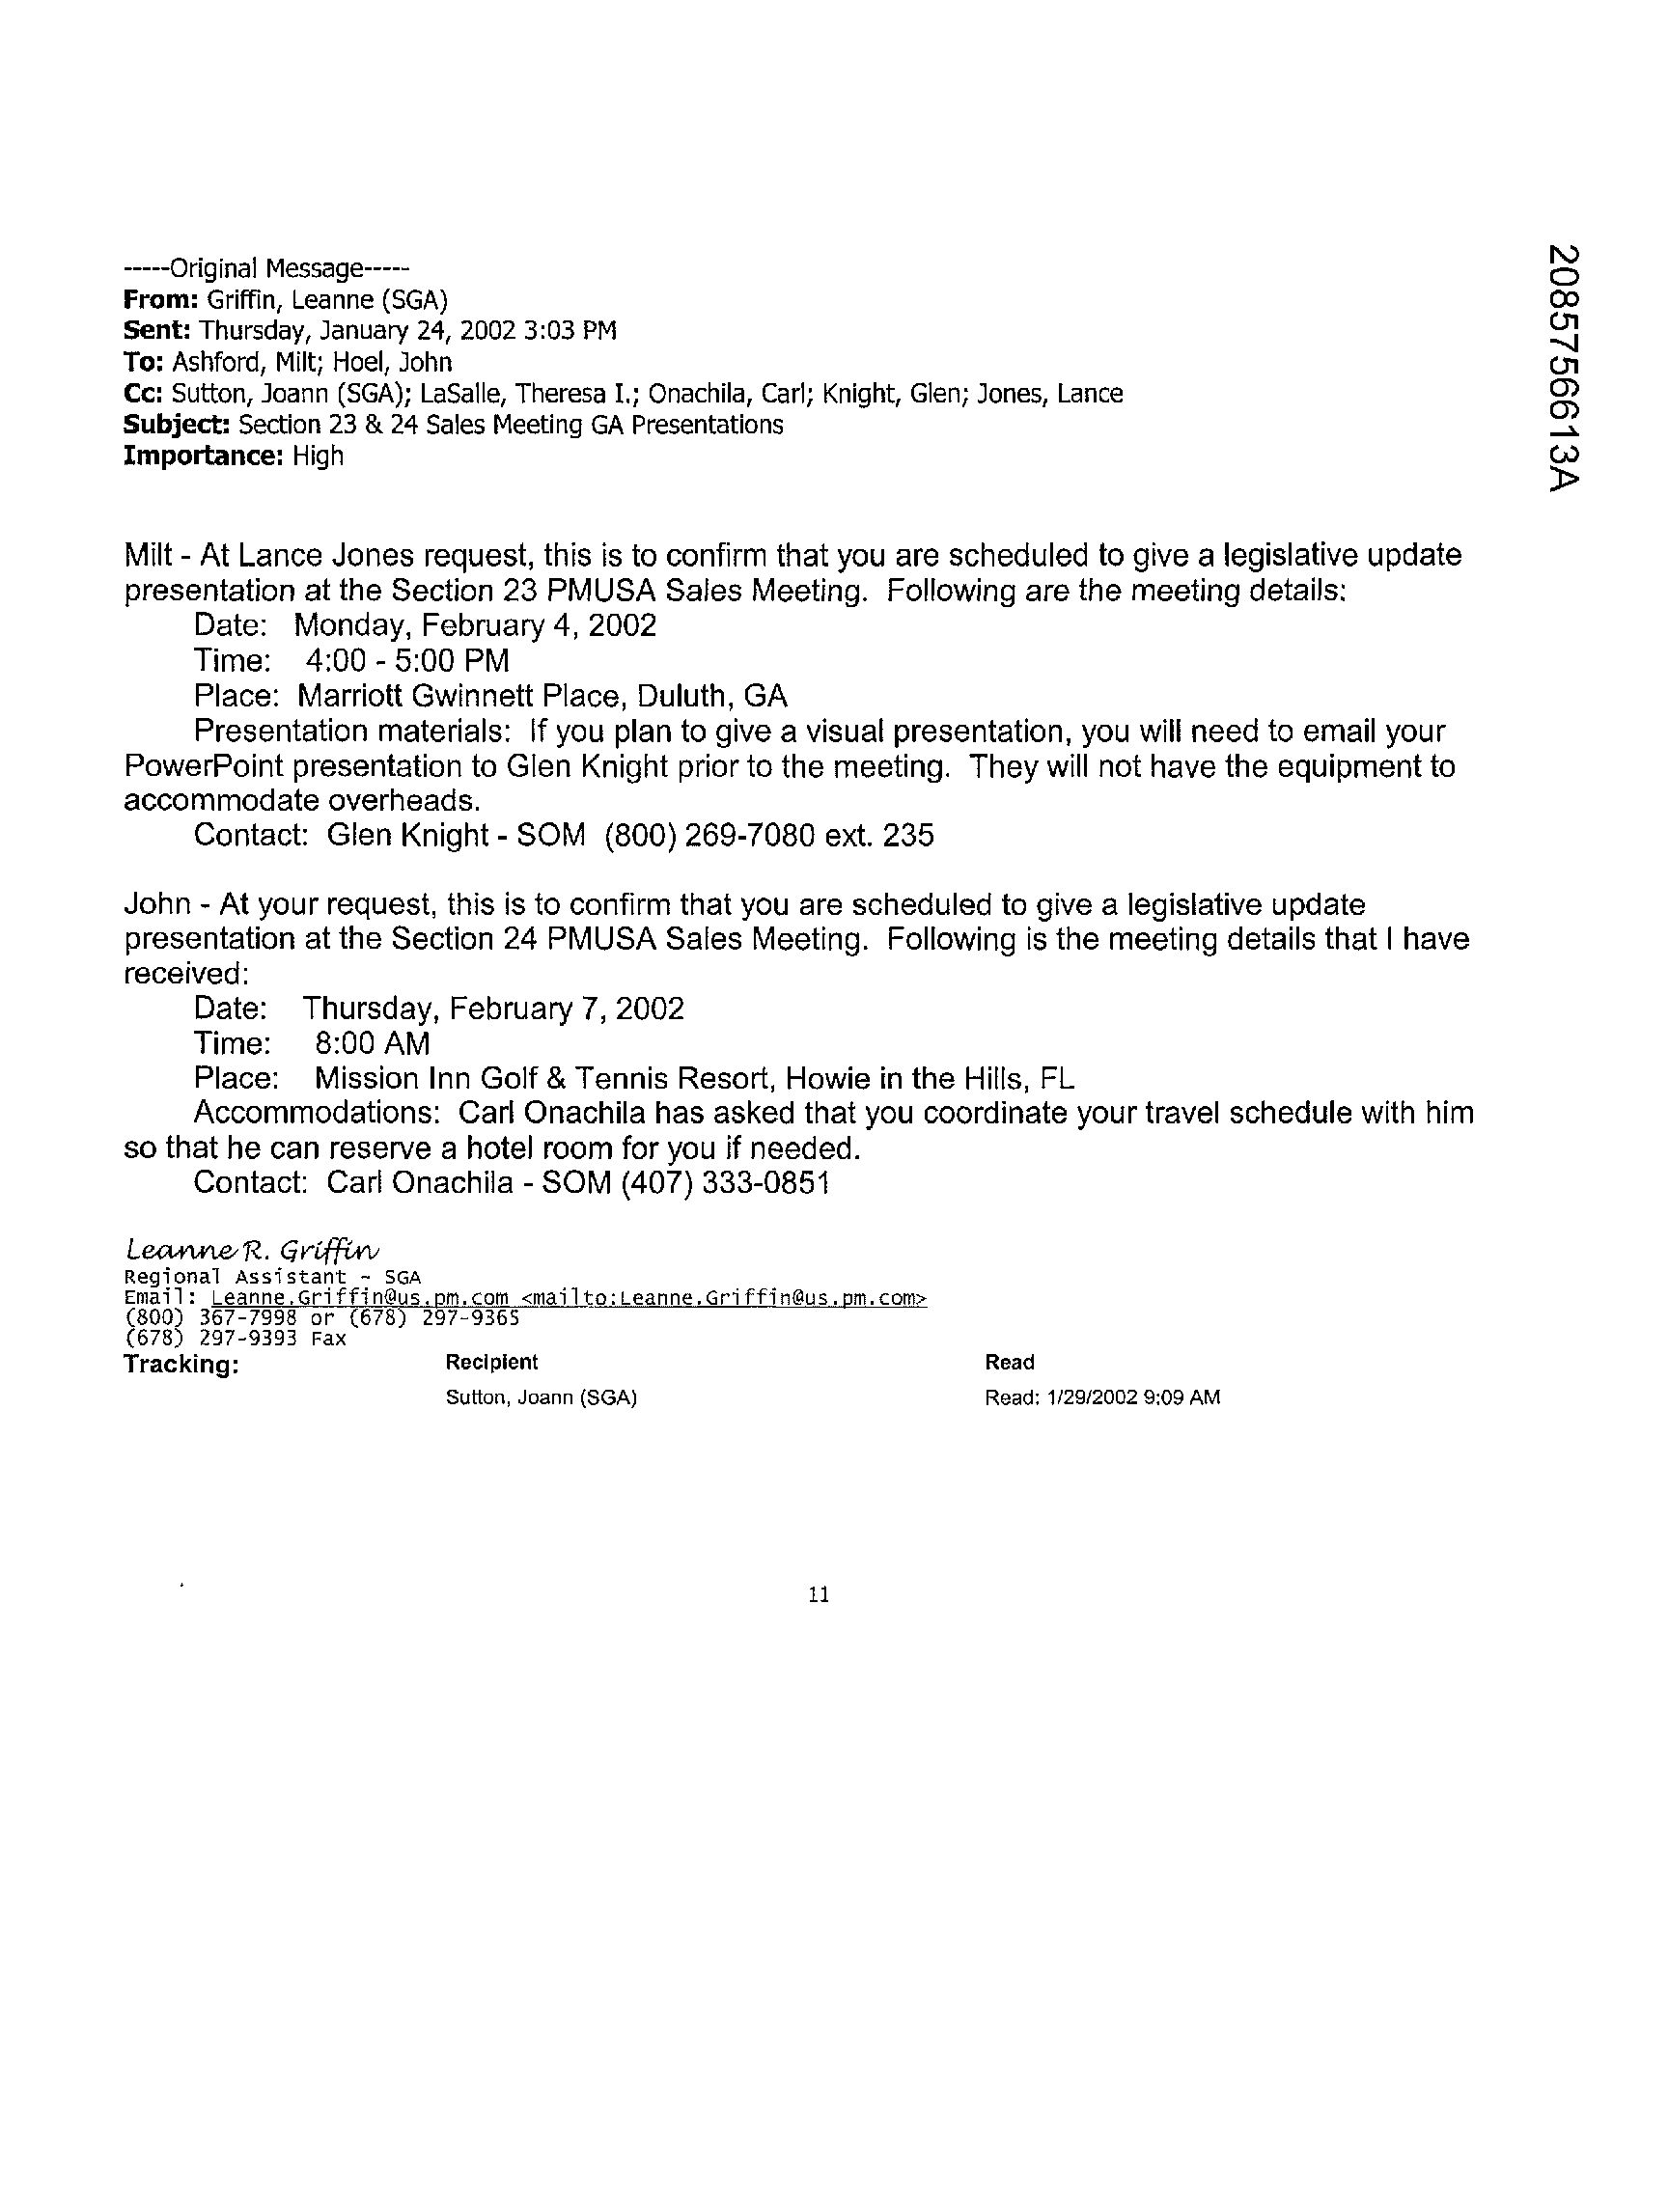 -----Original Message-----
From: Griffin, Leanne (SGA)
Sent: Thursday, January 24, 2002 3:03 PM
To: Ashford, Milt; Hoel, John
Cc: Sutton, Joann (SGA); LaSalle, Theresa I.; Onachila, Carl; Knight, Glen; Jones, Lance
Subject: Section 23 & 24 Sales Meeting GA Presentations
Importance: High
2085756613A
Milt - At Lance Jones request, this is to confirm that you are scheduled to give a legislative update
presentation at the Section 23 PMUSA Sales Meeting.  Following are the meeting details:
Date:  Monday, February 4, 2002
Time:  4:00 - 5:00 PM
Place:  Marriott Gwinnett Place, Duluth, GA
Presentation materials:  If you plan to give a visual presentation, you will need to email your
PowerPoint presentation to Glen Knight prior to the meeting.  They will not have the equipment to
accommodate overheads.
Contact:  Glen Knight - SOM  (800) 269-7080 ext. 235
John - At your request, this is to confirm that you are scheduled to give a legislative update
presentation at the Section 24 PMUSA Sales Meeting.  Following is the meeting details that I have
received:
Date:  Thursday, February 7, 2002
Time:  8:00 AM
Place:  Mission Inn Golf & Tennis Resort, Howie in the Hills, FL
Accommodations:  Carl Onachila has asked that you coordinate your travel schedule with him
so that he can reserve a hotel room for you if needed.
Contact:  Carl Onachila - SOM (407) 333-0851
Leanne R. Griffin
Regional Assistant ~ SGA
Email: Leanne.Griffin@us.pm.com <mailto:Leanne.Griffin@us.pm.com>
(800) 367-7998 or (678) 297-9365
(678) 297-9393 Fax
Tracking: Recipient Read
Sutton, Joann (SGA) Read: 1/29/2002 9:09 AM
11